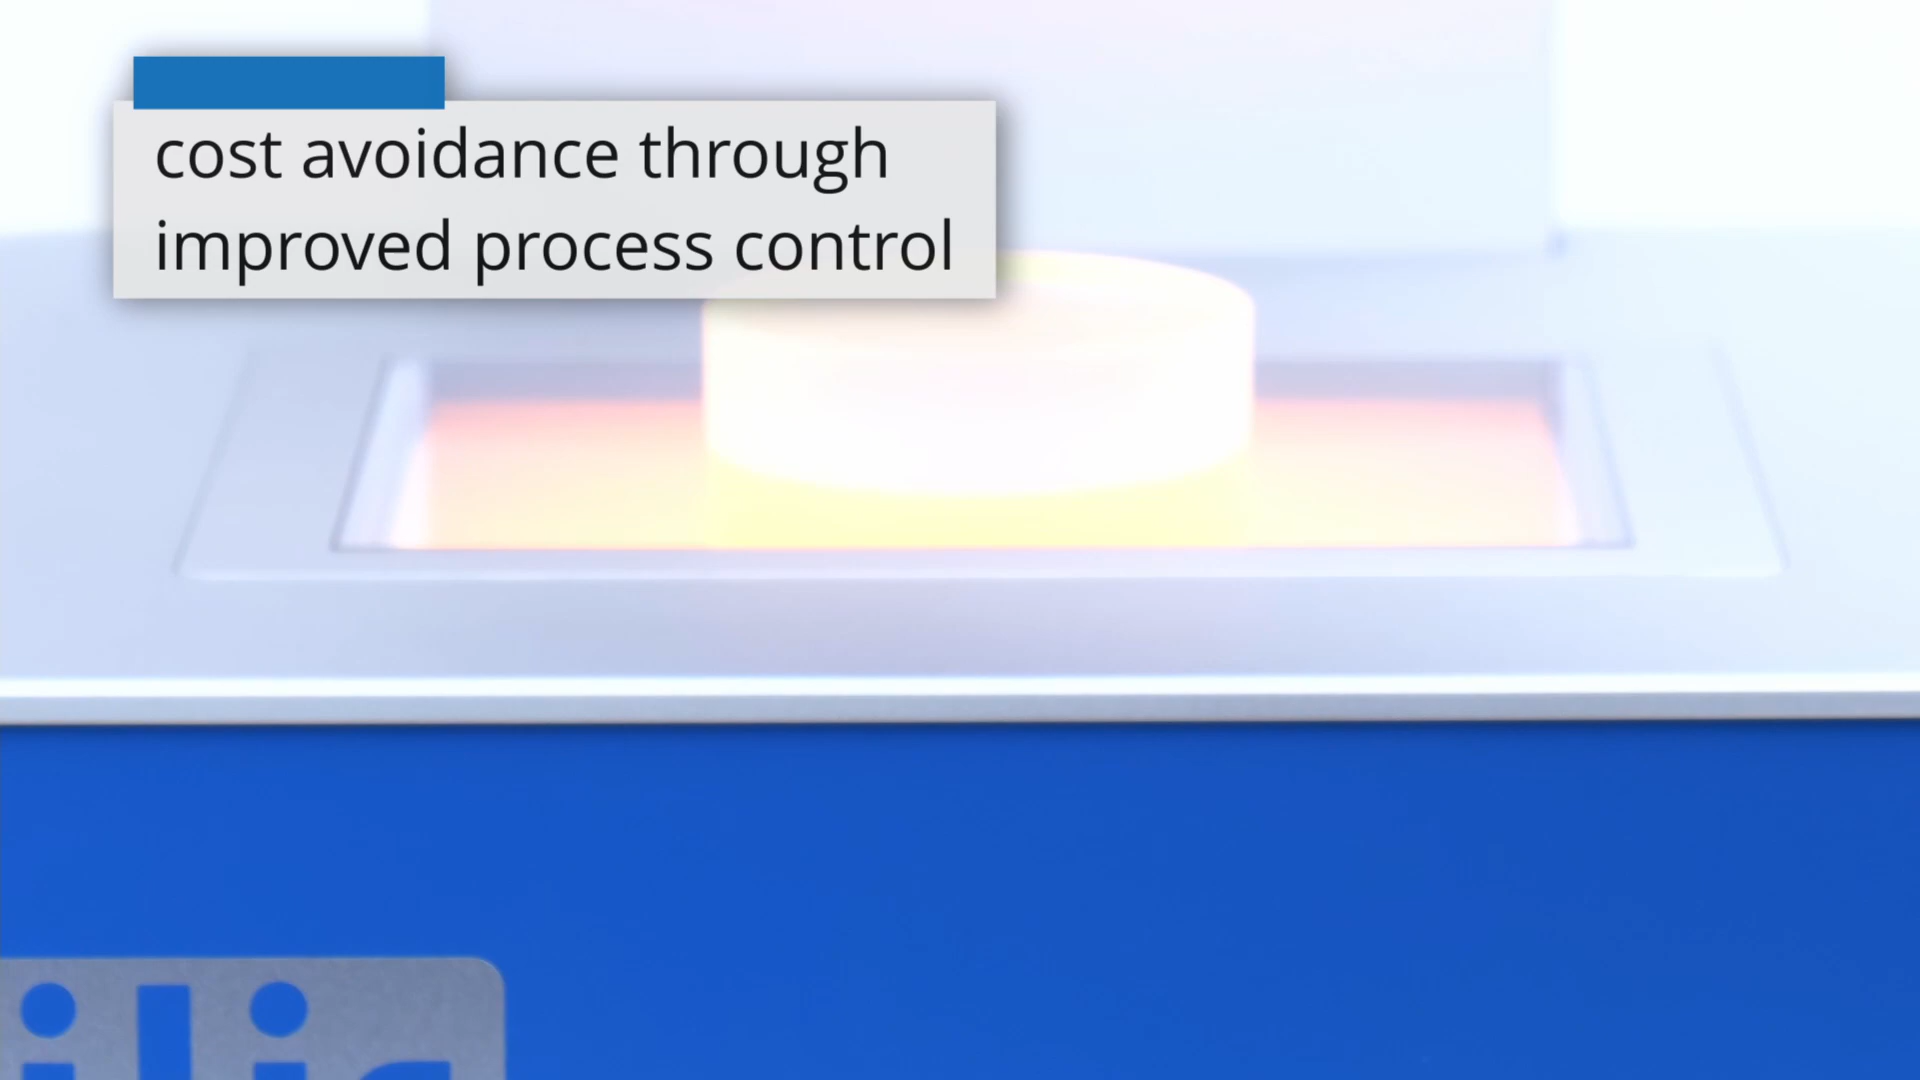 cost avoidance through
improved process control